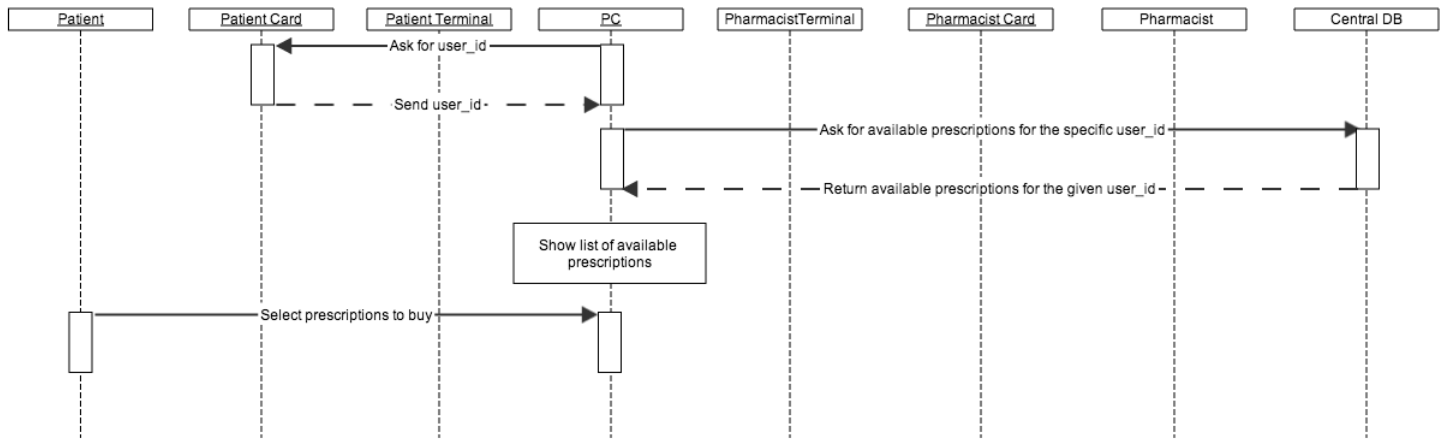 Patient
Patient Card
Patient Terminal
PC
PharmacistTerminal
Pharmacist Card
Pharmacist
Central DB
Ask for user_id
Send user_id
Ask for available prescriptions for the specific user_id
Return available prescriptions for the given user_id
Show list of available
prescriptions
Select prescriptions to buy